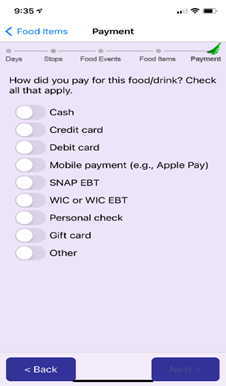 9:35
Food Items Payment
Days Stops Food Events Food Items Payment
How did you pay for this food/drink? Check
all that apply.
Cash
Credit card
Debit card
Mobile payment (e.g., Apple Pay)
SNAP EBT
WIC or WIC EBT
Personal check
Gift card
Other
< Back Next >